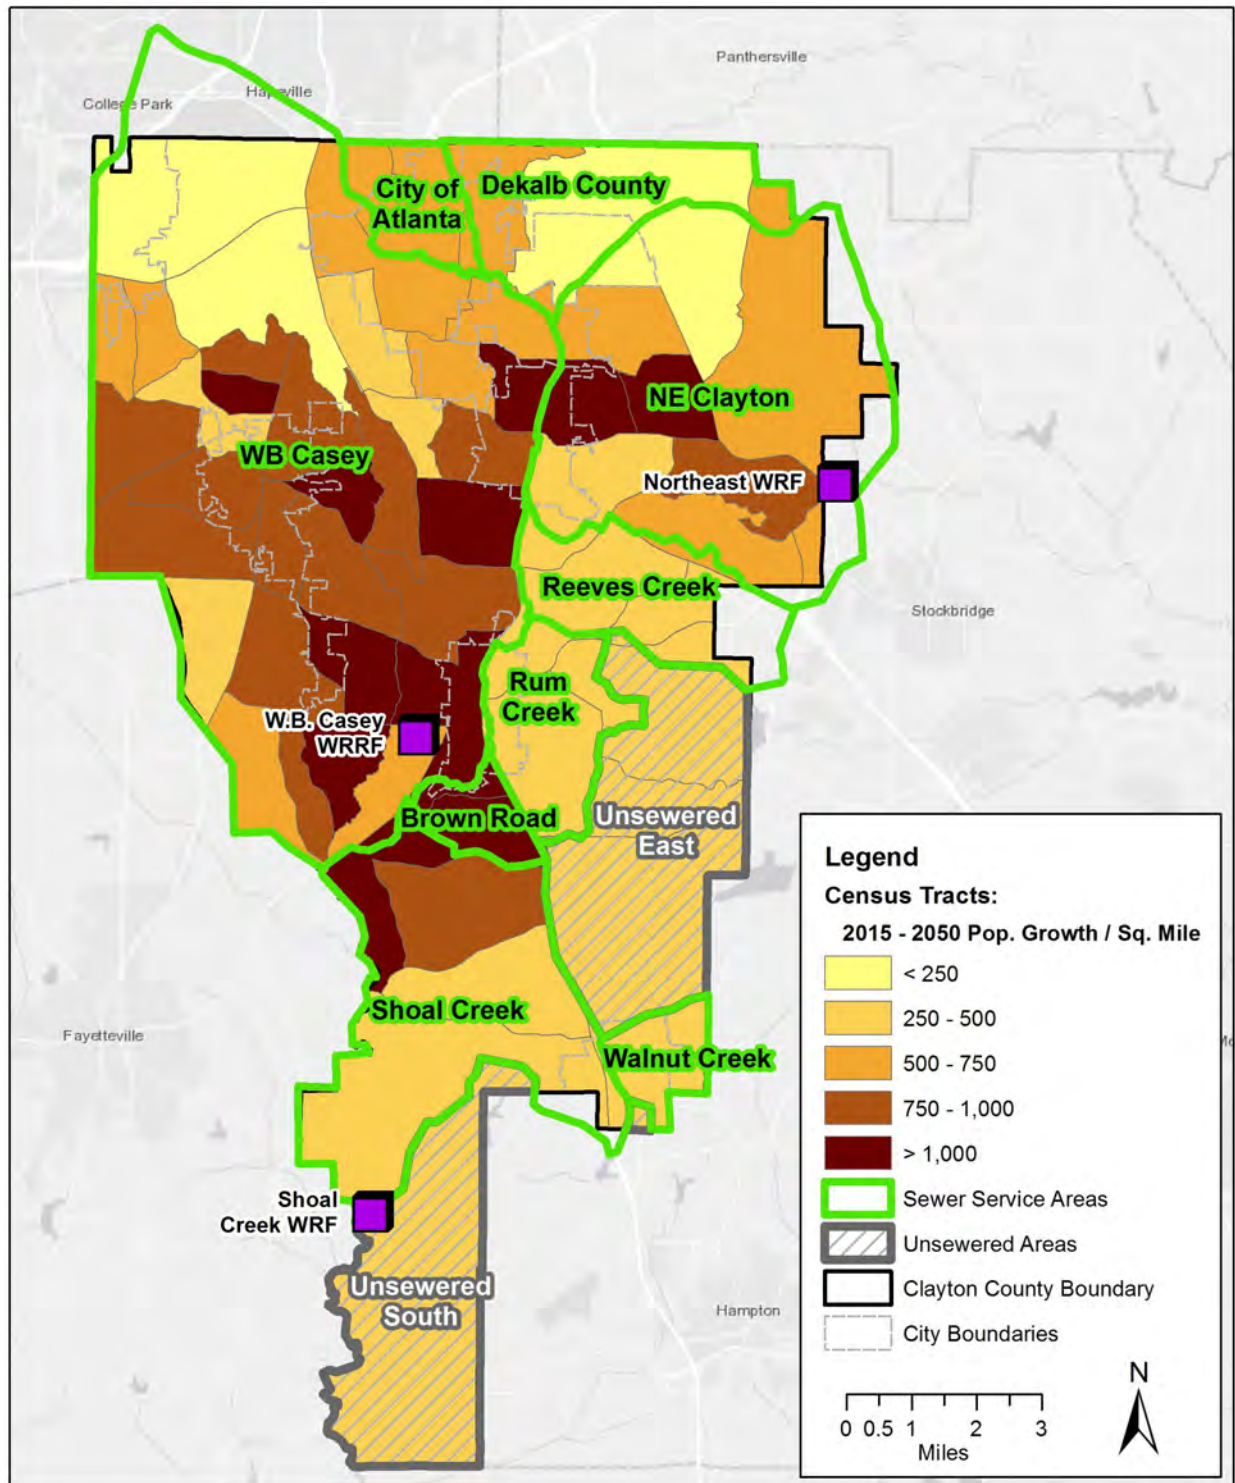 Panthersville
Hapeville
College Park
City of
Atlanta
Dekalb County
NE Clayton
WB Casey
Northeast WRF
Reeves Creek
Stockbridge
Rum
Creek
W.B. Casey
WRRF
Brown Road
Unsewered
East
Shoal Creek
Fayetteville
Walnut Creek
Shoal
Creek WRF
Unsewered
South
Hampton
Legend
Census Tracts:
2015 - 2050 Pop. Growth / Sq. Mile
< 250
250 - 500
500 - 750
750 - 1,000
> 1,000
Sewer Service Areas
Unsewered Areas
Clayton County Boundary
City Boundaries
N
0 0.5 1 2 3
Miles